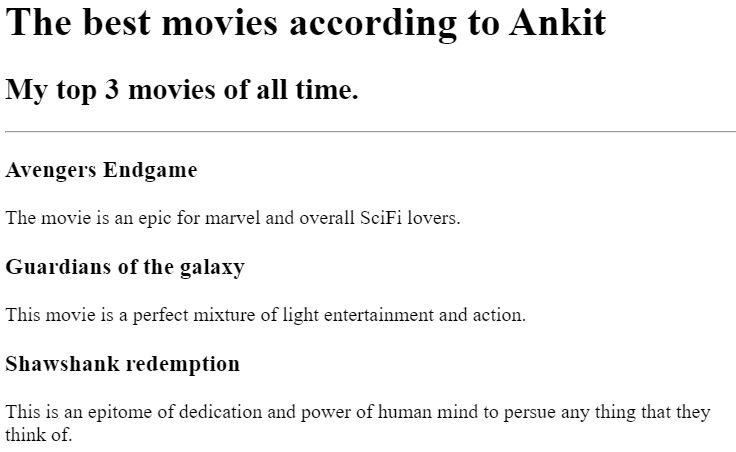 The best movies according to Ankit
My top 3 movies of all time.
Avengers Endgame
The movie is an epic for marvel and overall SciFi lovers.
Guardians of the galaxy
This movie is a perfect mixture of light entertainment and action.
Shawshank redemption
This is an epitome of dedication and power of human mind to persue any thing that they
think of.